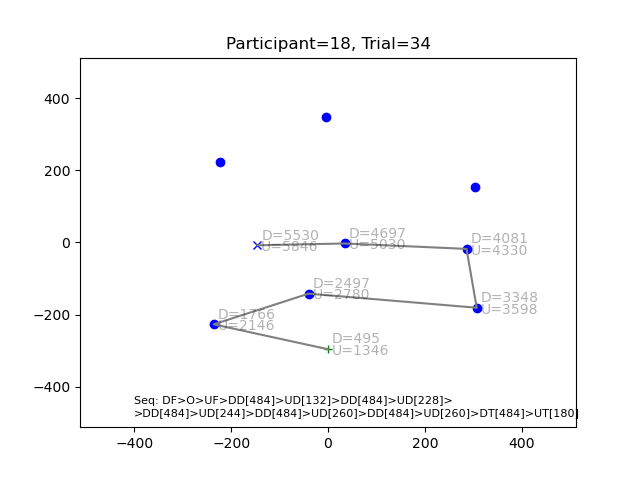 Participant=18, Trial=34
400
200
0
−200
−400
D=5530
U=5846
D=4697
U=5030
D=4081
U=4330
D=2497
U=2780
D=3348
U=3598
D=1766
U=2146
D=495
U=1346
Seq: DF>O>UF>DD[484]>UD[132]>DD[484]>UD[228]>
>DD[484]>UD[244]>DD[484]>UD[260]>DD[484]>UD[260]>DT[484]>UT[180]
−400 −200 0 200 400